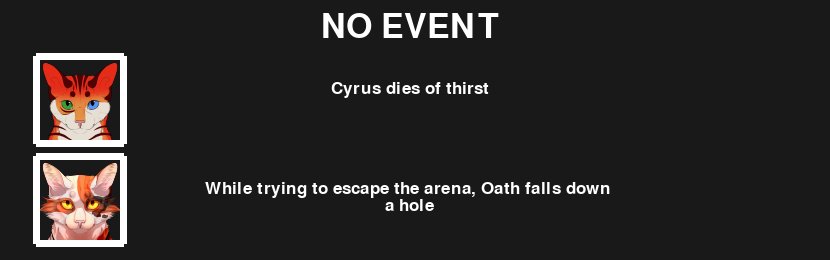 NO EVENT
Cyrus dies of thirst
While trying to escape the arena, Oath falls down
a hole